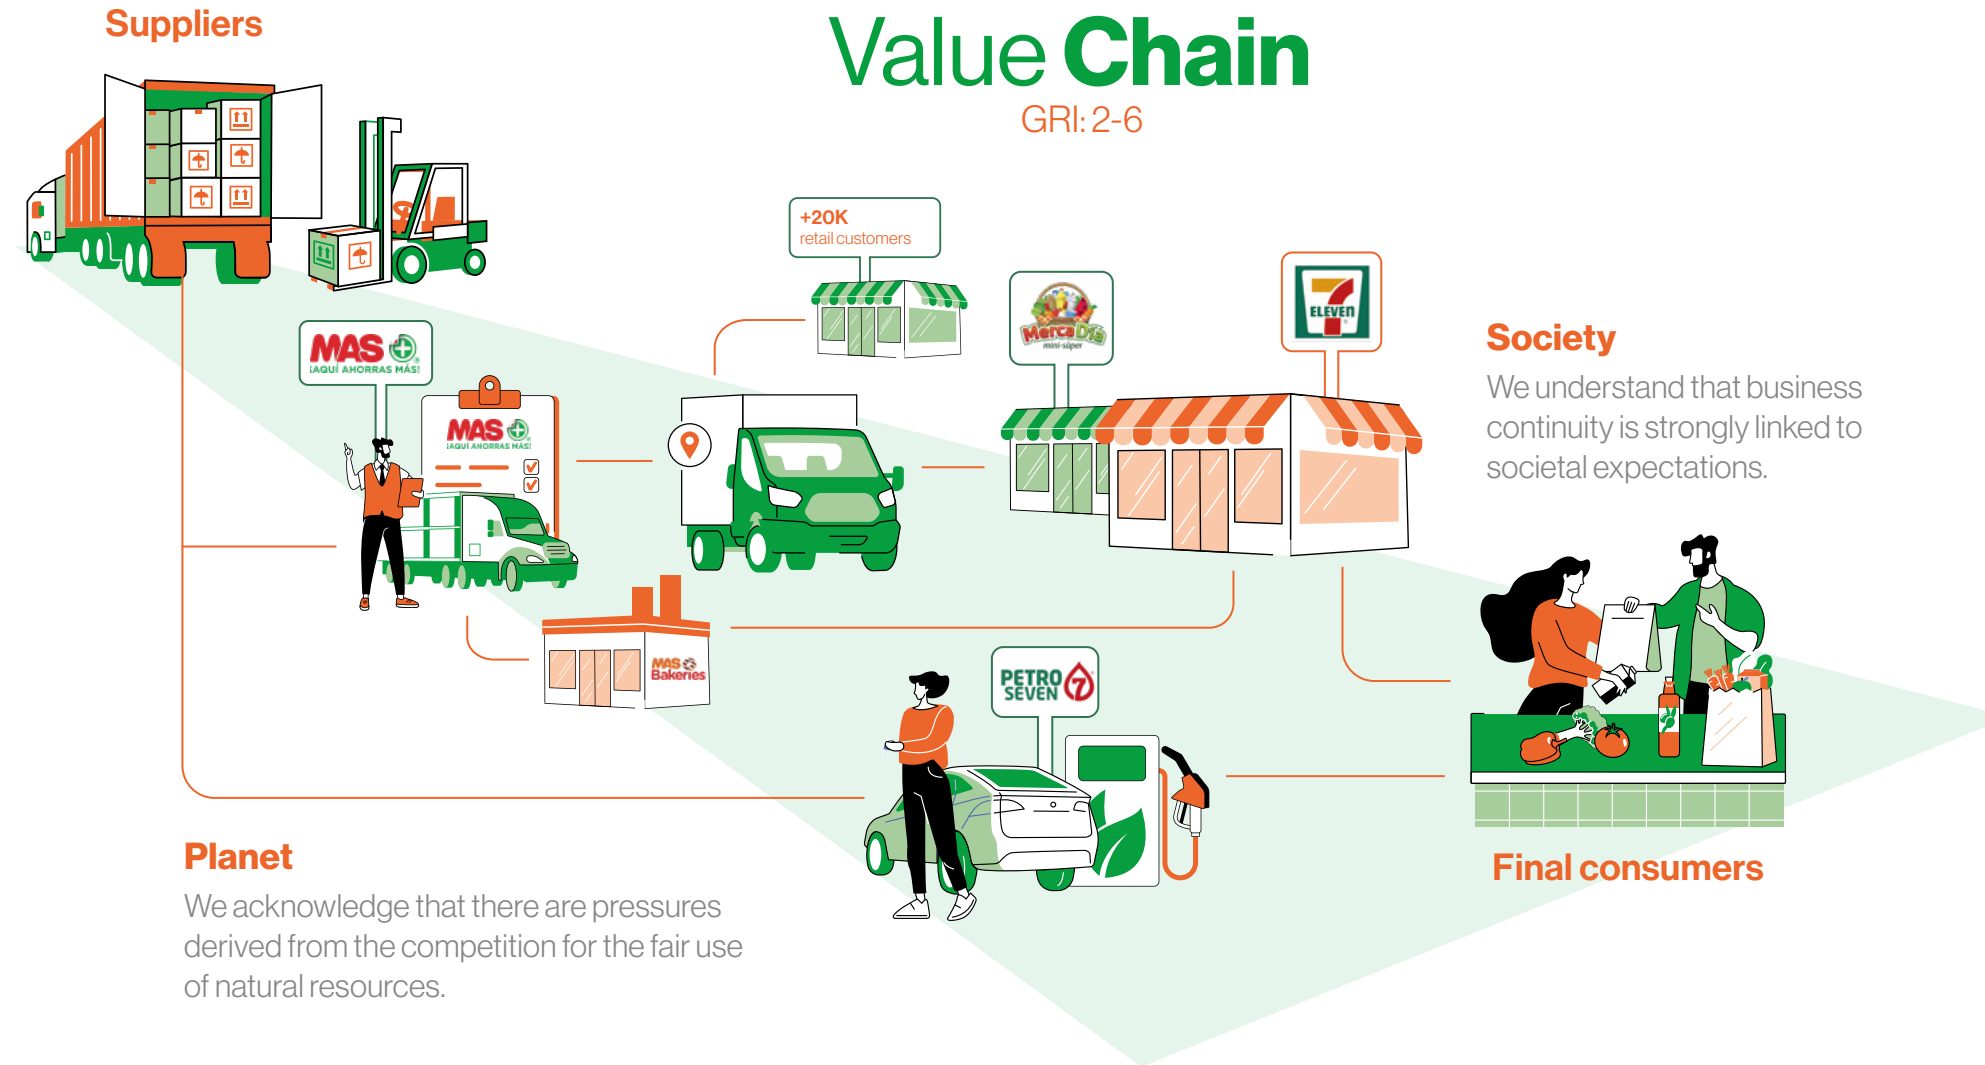 Suppliers
Value Chain
GRI: 2-6
+20K
retail customers
MercaDía
mini-súper
7
ELEVEN
MAS
¡AQUÍ AHORRAS MÁS!
MAS
¡AQUÍ AHORRAS MÁS!
Society
We understand that business
continuity is strongly linked to
societal expectations.
MAS
Bakeries
PETRO
SEVEN
7
Planet
We acknowledge that there are pressures
derived from the competition for the fair use
of natural resources.
Final consumers